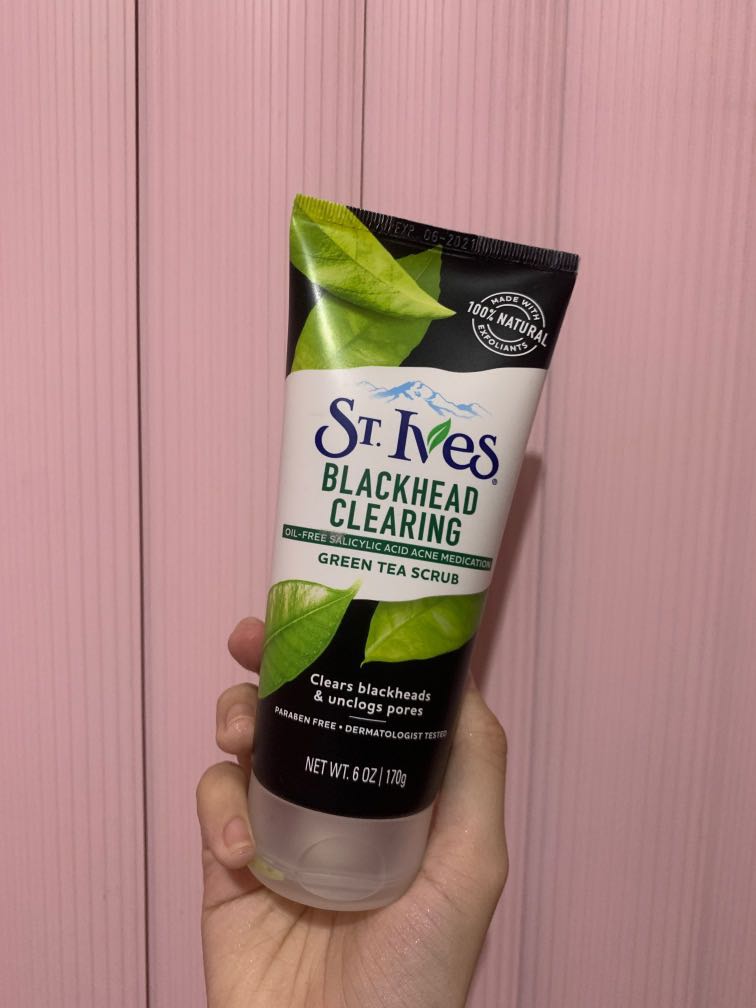 EXP. 06-2021
MADE WITH
100% NATURAL
EXFOLIANTS
ST. Ives®
BLACKHEAD
CLEARING
OIL-FREE SALICYLIC ACID ACNE MEDICATION
GREEN TEA SCRUB
Clears blackheads
& unclogs pores
PARABEN FREE • DERMATOLOGIST TESTED
NET WT. 6 OZ | 170g